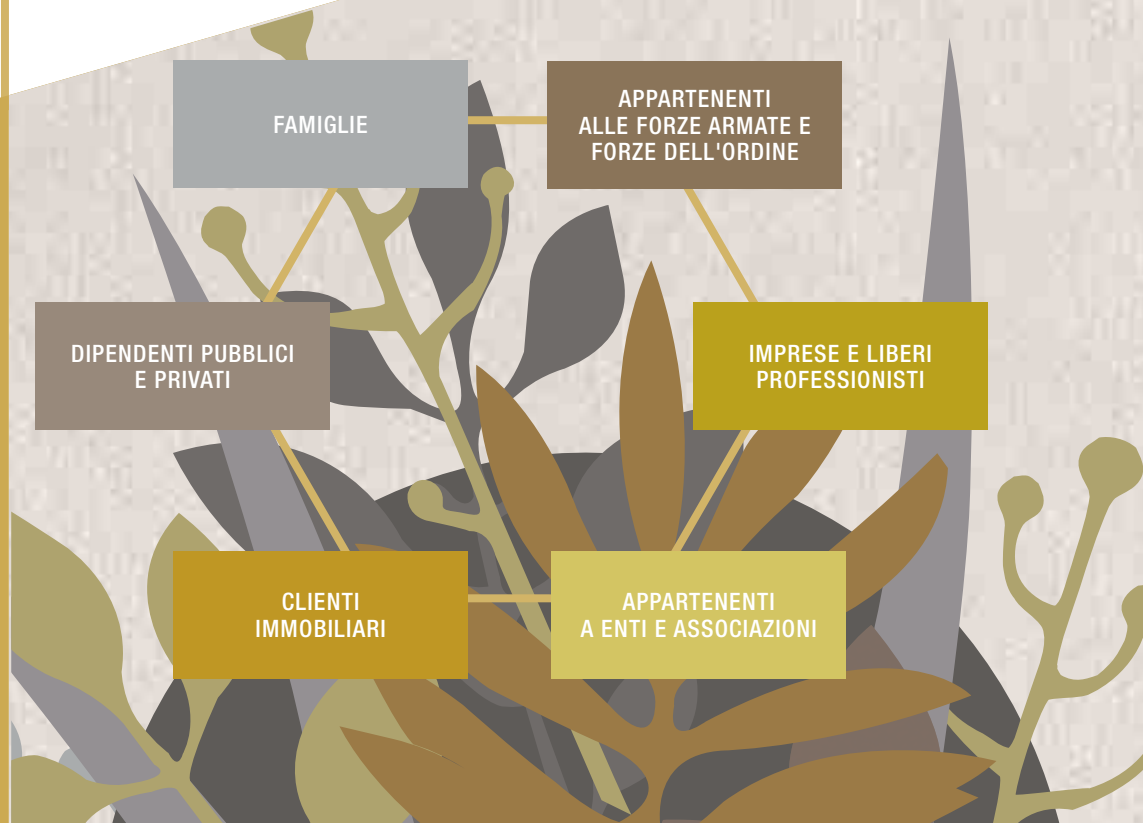 FAMIGLIE
APPARTENENTI
ALLE FORZE ARMATE E
FORZE DELL'ORDINE
DIPENDENTI PUBBLICI
E PRIVATI
IMPRESE E LIBERI
PROFESSIONISTI
CLIENTI
IMMOBILIARI
APPARTENENTI
A ENTI E ASSOCIAZIONI